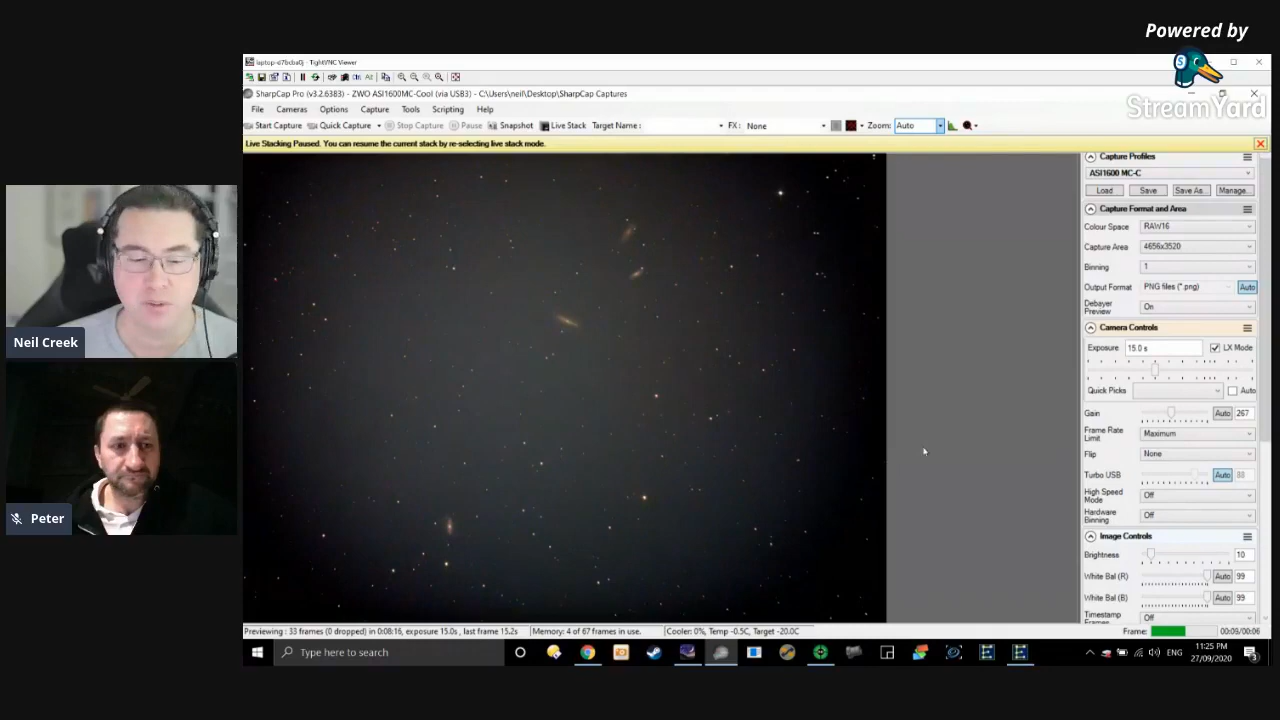 Powered by
StreamYard
laptop-d7bcba0j - TightVNC Viewer
SharpCap Pro (v3.2.6383) - ZWO ASI1600MC-Cool (via USB3) - C:\Users\neil\Desktop\SharpCap Captures
File Cameras Options Capture Tools Scripting Help
Start Capture Quick Capture Stop Capture Pause Snapshot Live Stack Target Name : FX : None Zoom: Auto
Live Stacking Paused. You can resume the current stack by re-selecting live stack mode.
Capture Profiles
ASI1600 MC-C
Load Save Save As.. Manage..
Capture Format and Area
Colour Space RAW16
Capture Area 4656x3520
Binning 1
Output Format PNG files (*.png) Auto
Debayer Preview On
Camera Controls
Exposure 15.0 s LX Mode
Quick Picks Auto
Gain Auto 267
Frame Rate Limit Maximum
Flip None
Turbo USB Auto 88
High Speed Mode Off
Hardware Binning Off
Image Controls
Brightness 10
White Bal (R) Auto 99
White Bal (B) Auto 99
Timestamp Frames Off
Neil Creek
Peter
Previewing : 33 frames (0 dropped) in 0:08:16, exposure 15.0s , last frame 15.2s Memory: 4 of 67 frames in use. Cooler: 0%, Temp -0.5C, Target -20.0C Frame: 00:09/00:06
Type here to search
ENG
11:25 PM
27/09/2020